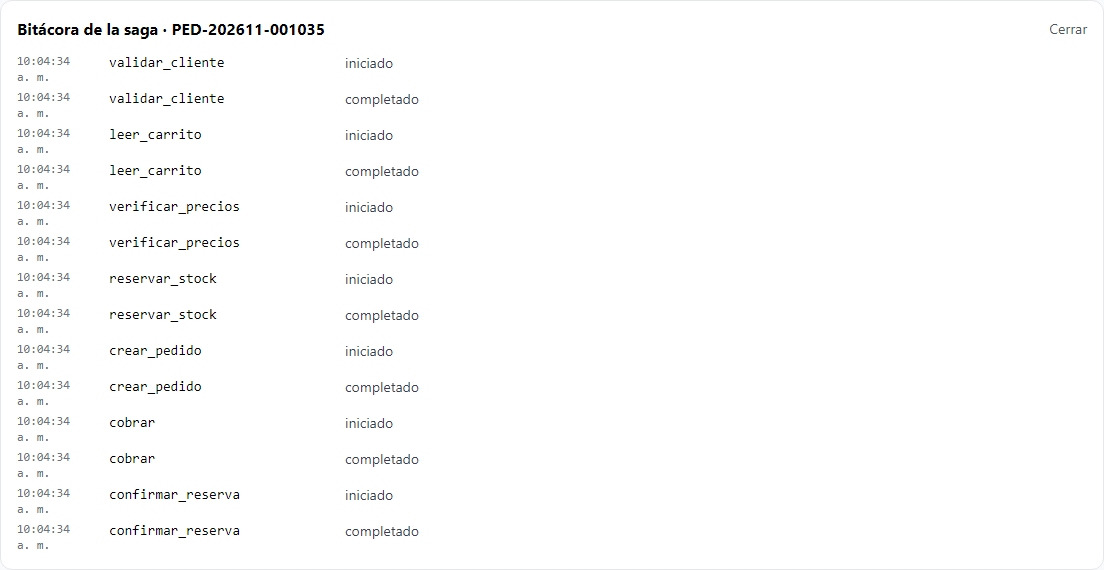 Bitácora de la saga · PED-202611-001035
Cerrar
10:04:34 a. m. validar_cliente iniciado
10:04:34 a. m. validar_cliente completado
10:04:34 a. m. leer_carrito iniciado
10:04:34 a. m. leer_carrito completado
10:04:34 a. m. verificar_precios iniciado
10:04:34 a. m. verificar_precios completado
10:04:34 a. m. reservar_stock iniciado
10:04:34 a. m. reservar_stock completado
10:04:34 a. m. crear_pedido iniciado
10:04:34 a. m. crear_pedido completado
10:04:34 a. m. cobrar iniciado
10:04:34 a. m. cobrar completado
10:04:34 a. m. confirmar_reserva iniciado
10:04:34 a. m. confirmar_reserva completado